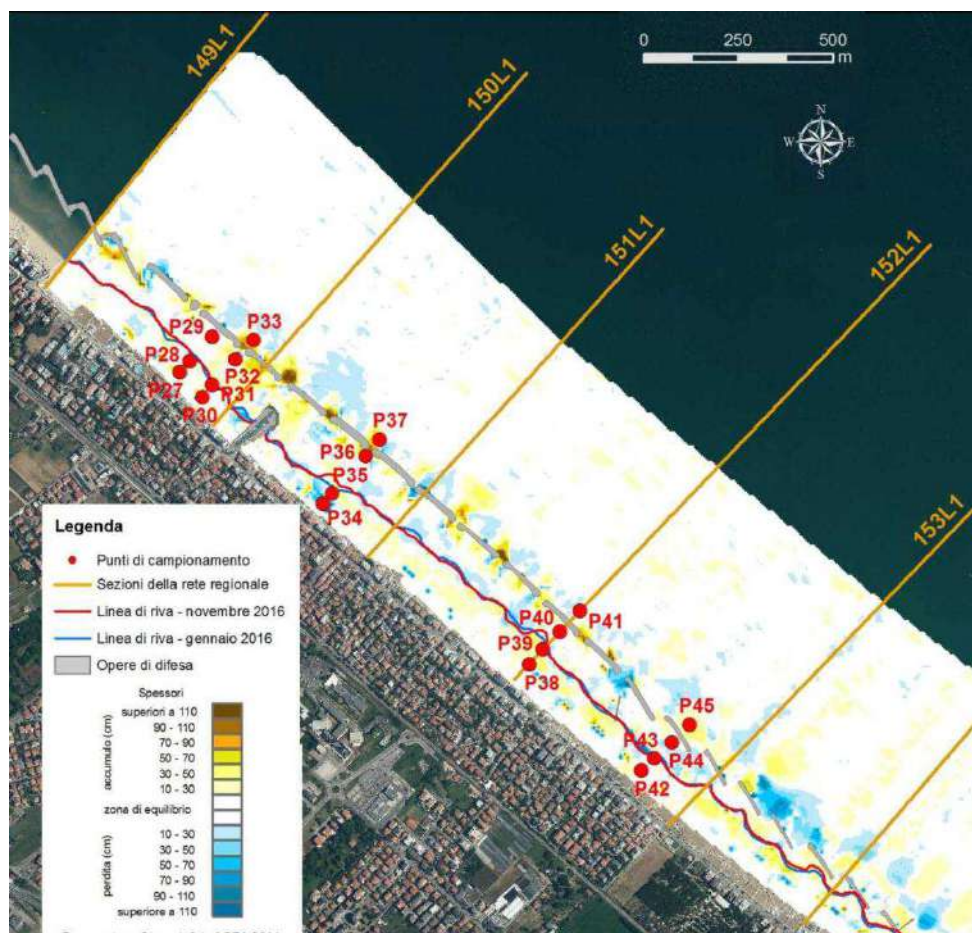 149L1
150L1
151L1
152L1
153L1
0 250 500
m
N
W E
S
P29
P33
P28
P32
P27
P31
P30
P37
P36
P35
P34
P41
P40
P39
P38
P45
P43
P44
P42
Legenda
Punti di campionamento
Sezioni della rete regionale
Linea di riva - novembre 2016
Linea di riva - gennaio 2016
Opere di difesa
Spessori
accumulo (cm)
superiori a 110
90 - 110
70 - 90
50 - 70
30 - 50
10 - 30
zona di equilibrio
perdita (cm)
10 - 30
30 - 50
50 - 70
70 - 90
90 - 110
superiore a 110